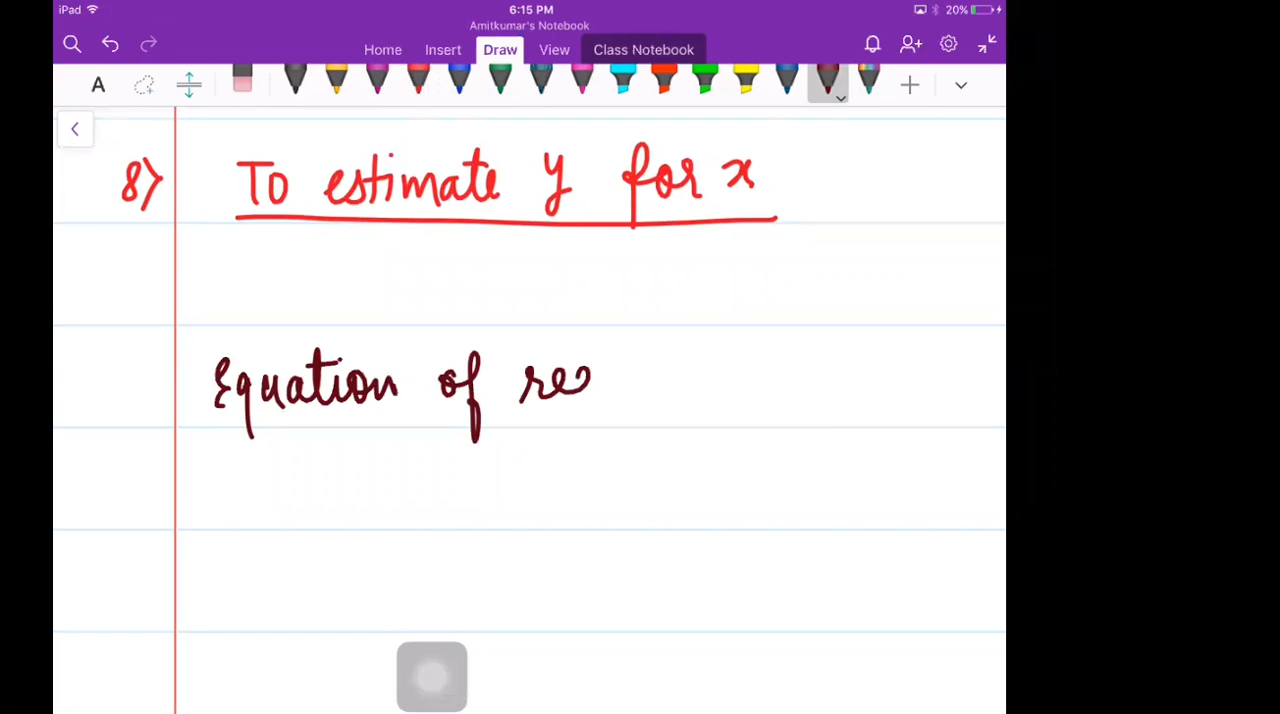 iPad 6:15 PM 20%
Amitkumar's Notebook
Home Insert Draw View Class Notebook
A
8) To estimate y for x
Equation of re